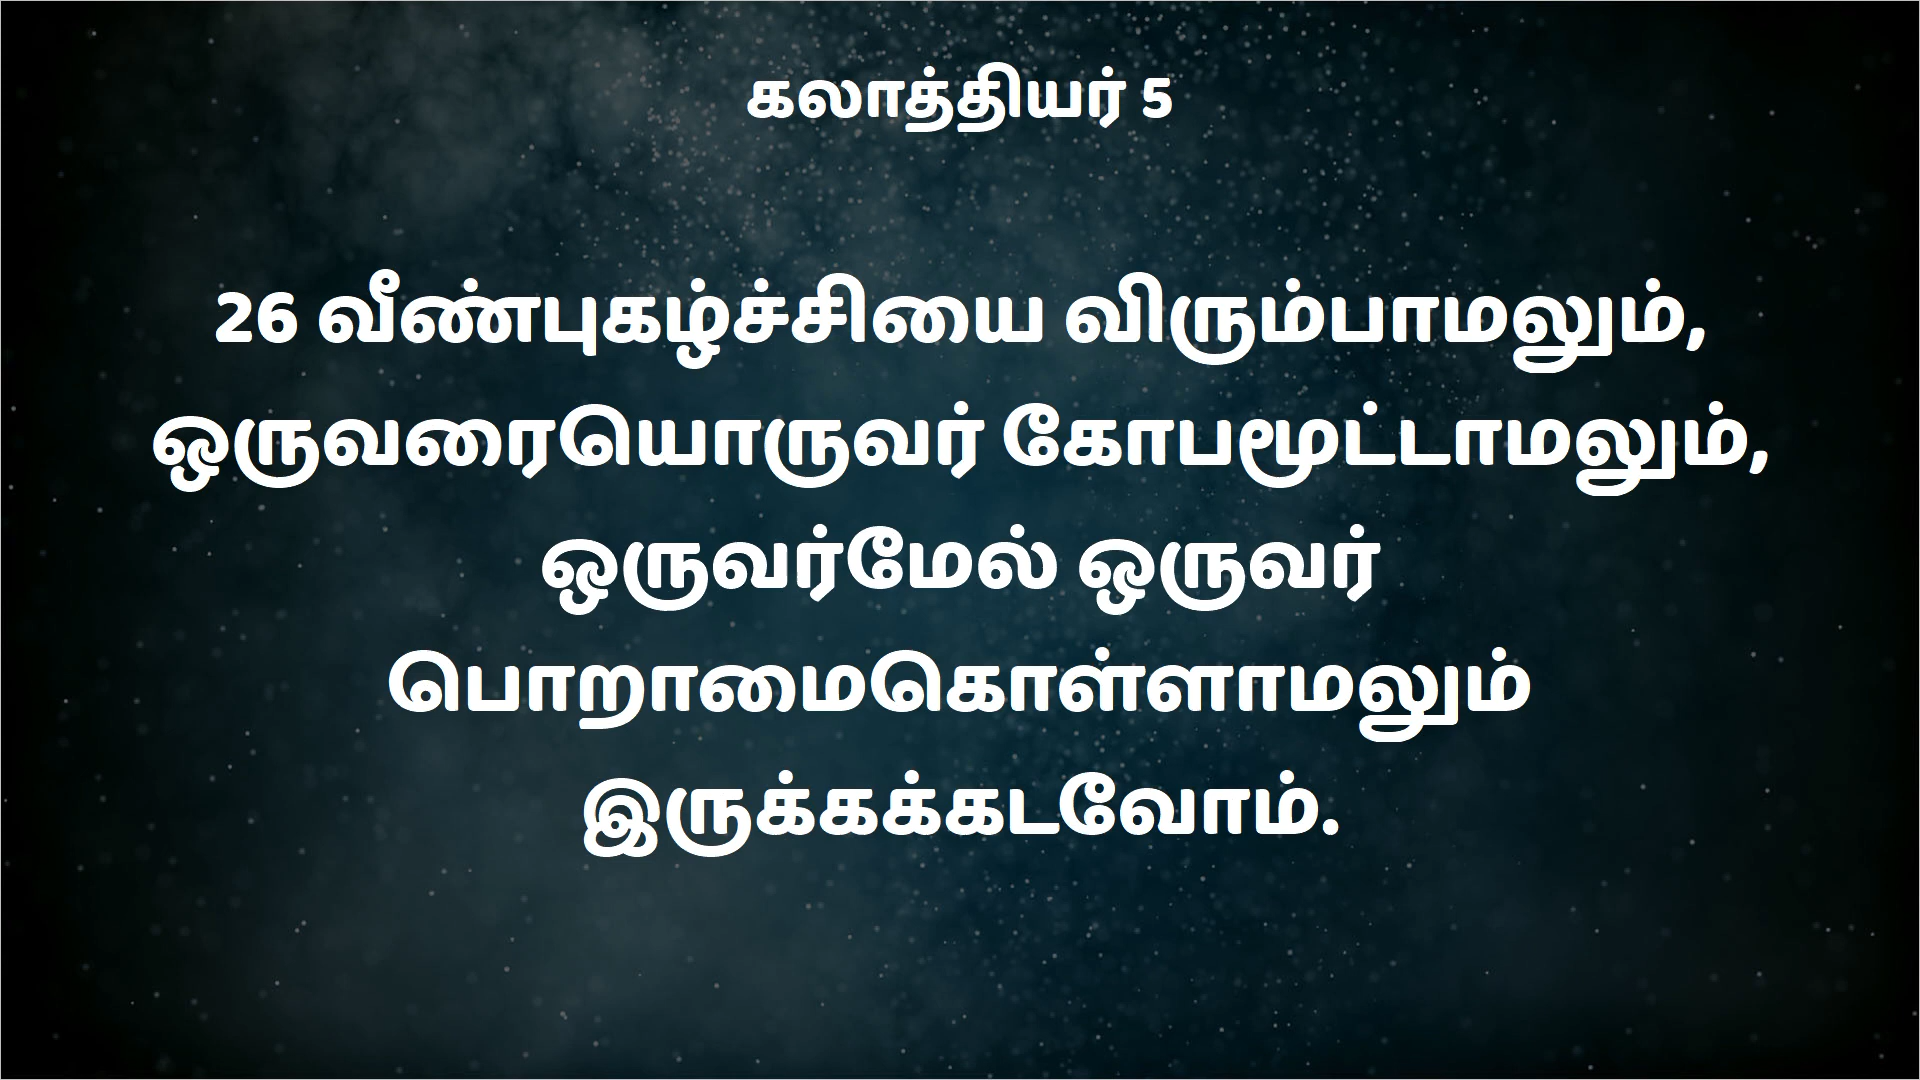 கலாத்தியர் 5
26 வீண்புகழ்ச்சியை விரும்பாமலும்,
ஒருவரையொருவர் கோபமூட்டாமலும்,
ஒருவர்மேல் ஒருவர்
பொறாமைகொள்ளாமலும்
இருக்கக்கடவோம்.